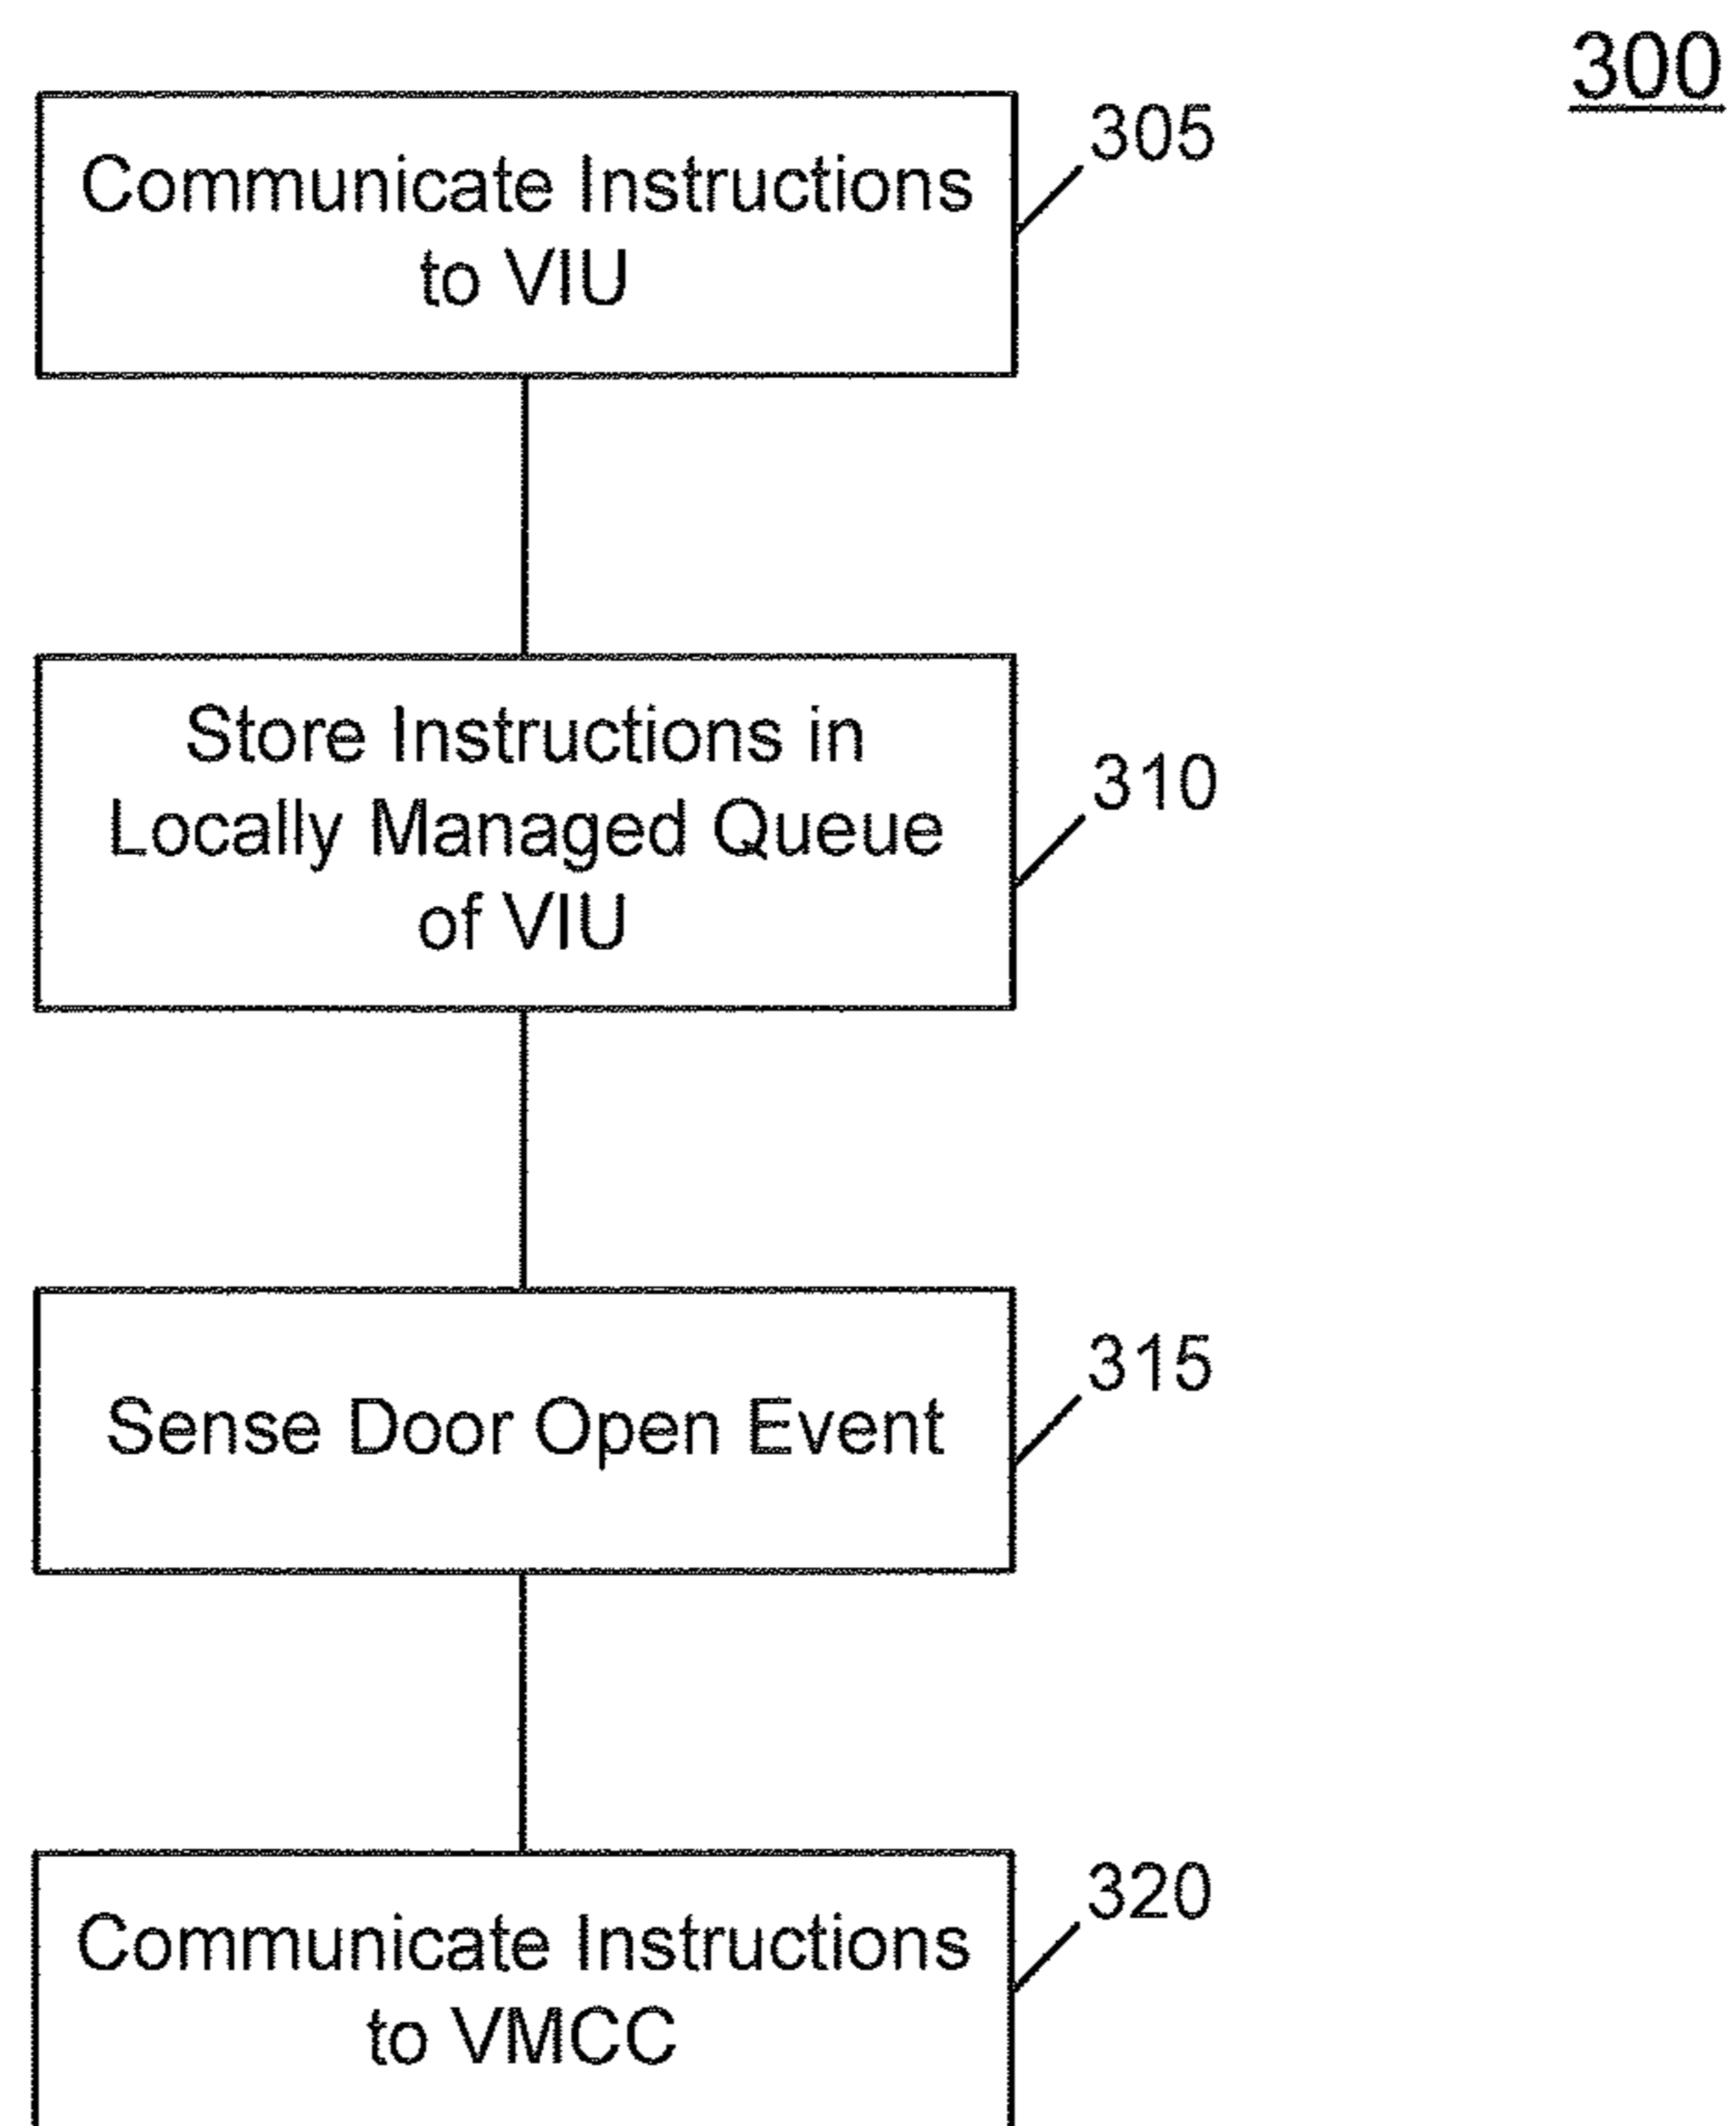 300
Communicate Instructions
to VIU
305
Store Instructions in
Locally Managed Queue
of VIU
310
Sense Door Open Event
315
Communicate Instructions
to VMCC
320